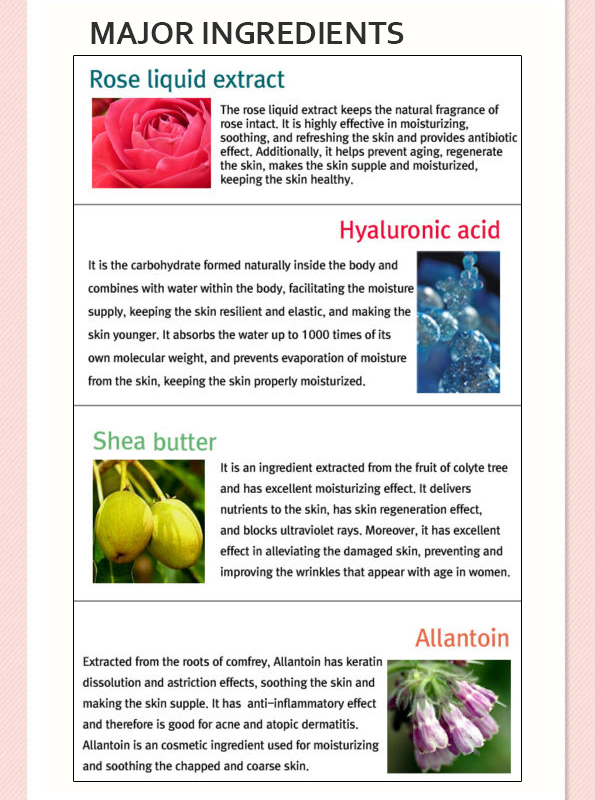 MAJOR INGREDIENTS
Rose liquid extract
The rose liquid extract keeps the natural fragrance of
rose intact. It is highly effective in moisturizing,
soothing, and refreshing the skin and provides antibiotic
effect. Additionally, it helps prevent aging, regenerate
the skin, makes the skin supple and moisturized,
keeping the skin healthy.
Hyaluronic acid
It is the carbohydrate formed naturally inside the body and
combines with water within the body, facilitating the moisture
supply, keeping the skin resilient and elastic, and making the
skin younger. It absorbs the water up to 1000 times of its
own molecular weight, and prevents evaporation of moisture
from the skin, keeping the skin properly moisturized.
Shea butter
It is an ingredient extracted from the fruit of colyte tree
and has excellent moisturizing effect. It delivers
nutrients to the skin, has skin regeneration effect,
and blocks ultraviolet rays. Moreover, it has excellent
effect in alleviating the damaged skin, preventing and
improving the wrinkles that appear with age in women.
Allantoin
Extracted from the roots of comfrey, Allantoin has keratin
dissolution and astriction effects, soothing the skin and
making the skin supple. It has anti-inflammatory effect
and therefore is good for acne and atopic dermatitis.
Allantoin is an cosmetic ingredient used for moisturizing
and soothing the chapped and coarse skin.